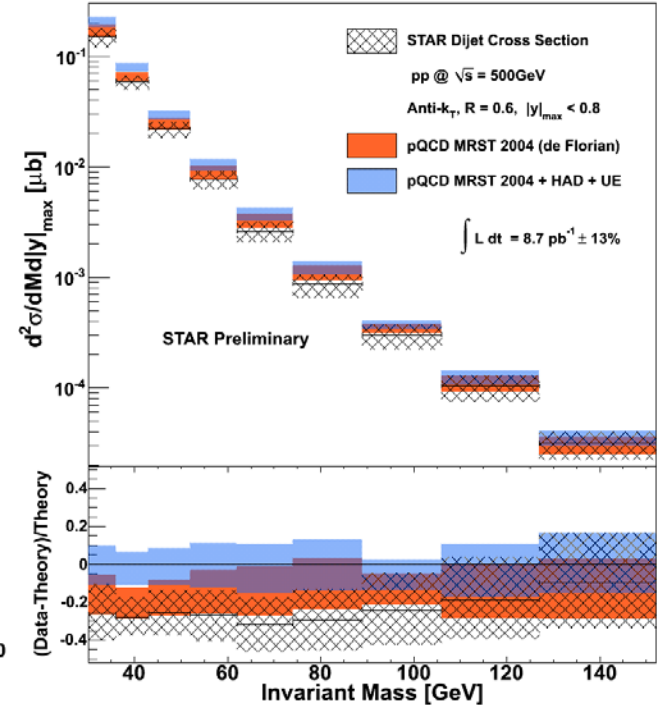 STAR Dijet Cross Section
pp @ √s = 500GeV
Anti-k_T, R = 0.6, |y|_max < 0.8
pQCD MRST 2004 (de Florian)
pQCD MRST 2004 + HAD + UE
∫ L dt = 8.7 pb⁻¹ ± 13%
STAR Preliminary
d²σ/dMd|y|_max [μb]
10⁻¹
10⁻²
10⁻³
10⁻⁴
(Data-Theory)/Theory
0.4
0.2
0
-0.2
-0.4
0
40 60 80 100 120 140
Invariant Mass [GeV]